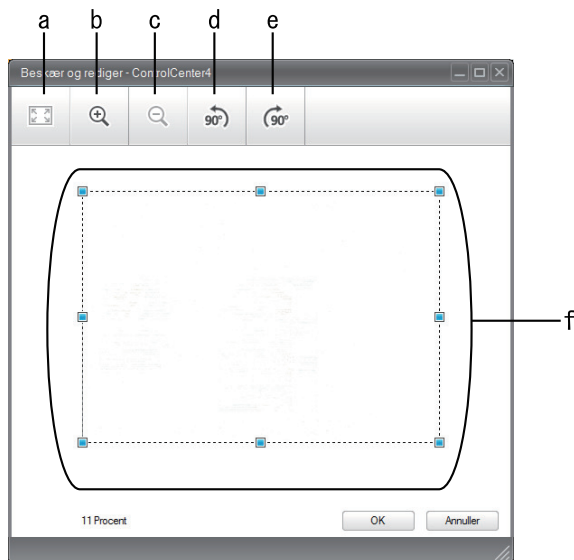 a b c d e
Beskær og rediger - ControlCenter4
90° 90°
f
11 Procent OK Annuller